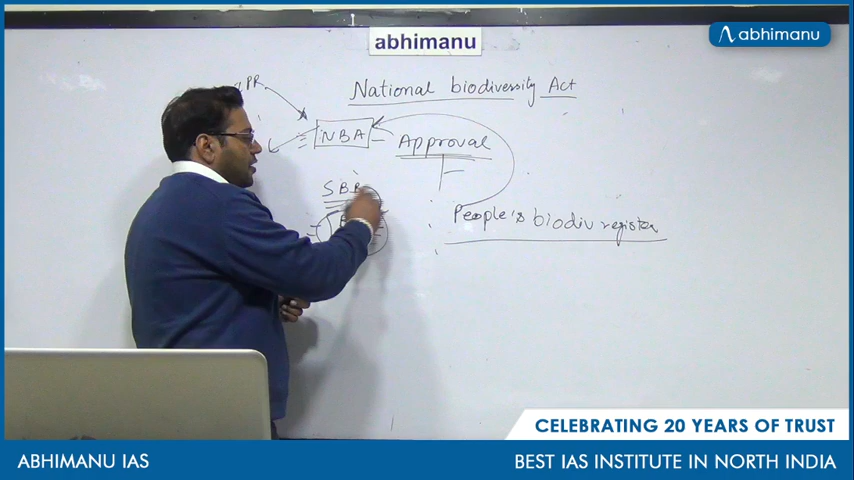 abhimanu
abhimanu
National biodiversity Act
PR
NBA
Approval
SBB
People's biodiv register
CELEBRATING 20 YEARS OF TRUST
ABHIMANU IAS
BEST IAS INSTITUTE IN NORTH INDIA